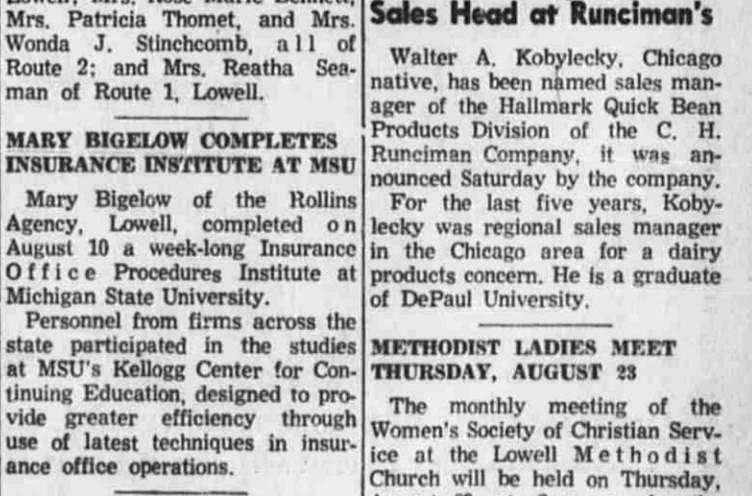 Mrs. Patricia Thomet, and Mrs.
Wonda J. Stinchcomb, all of
Route 2; and Mrs. Reatha Sea-
man of Route 1, Lowell.
MARY BIGELOW COMPLETES
INSURANCE INSTITUTE AT MSU
Mary Bigelow of the Rollins
Agency, Lowell, completed on
August 10 a week-long Insurance
Office Procedures Institute at
Michigan State University.
Personnel from firms across the
state participated in the studies
at MSU's Kellogg Center for Con-
tinuing Education, designed to pro-
vide greater efficiency through
use of latest techniques in insur-
ance office operations.
Sales Head at Runciman's
Walter A. Kobylecky, Chicago
native, has been named sales man-
ager of the Hallmark Quick Bean
Products Division of the C. H.
Runciman Company, it was an-
nounced Saturday by the company.
For the last five years, Koby-
lecky was regional sales manager
in the Chicago area for a dairy
products concern. He is a graduate
of DePaul University.
METHODIST LADIES MEET
THURSDAY, AUGUST 23
The monthly meeting of the
Women's Society of Christian Serv-
ice at the Lowell Methodist
Church will be held on Thursday,